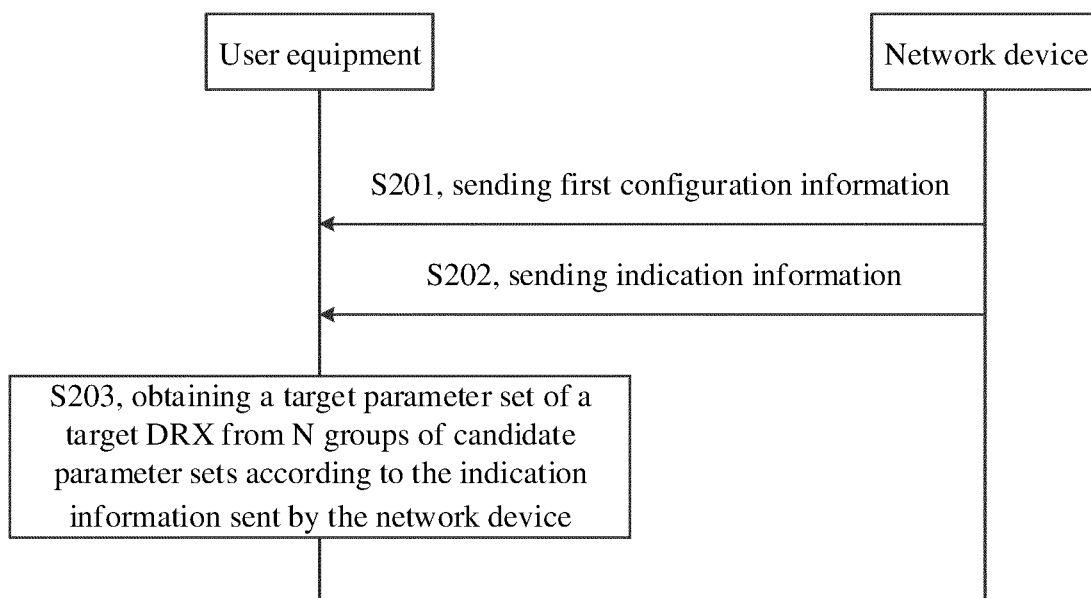 User equipment
Network device
S201, sending first configuration information
S202, sending indication information
S203, obtaining a target parameter set of a
target DRX from N groups of candidate
parameter sets according to the indication
information sent by the network device